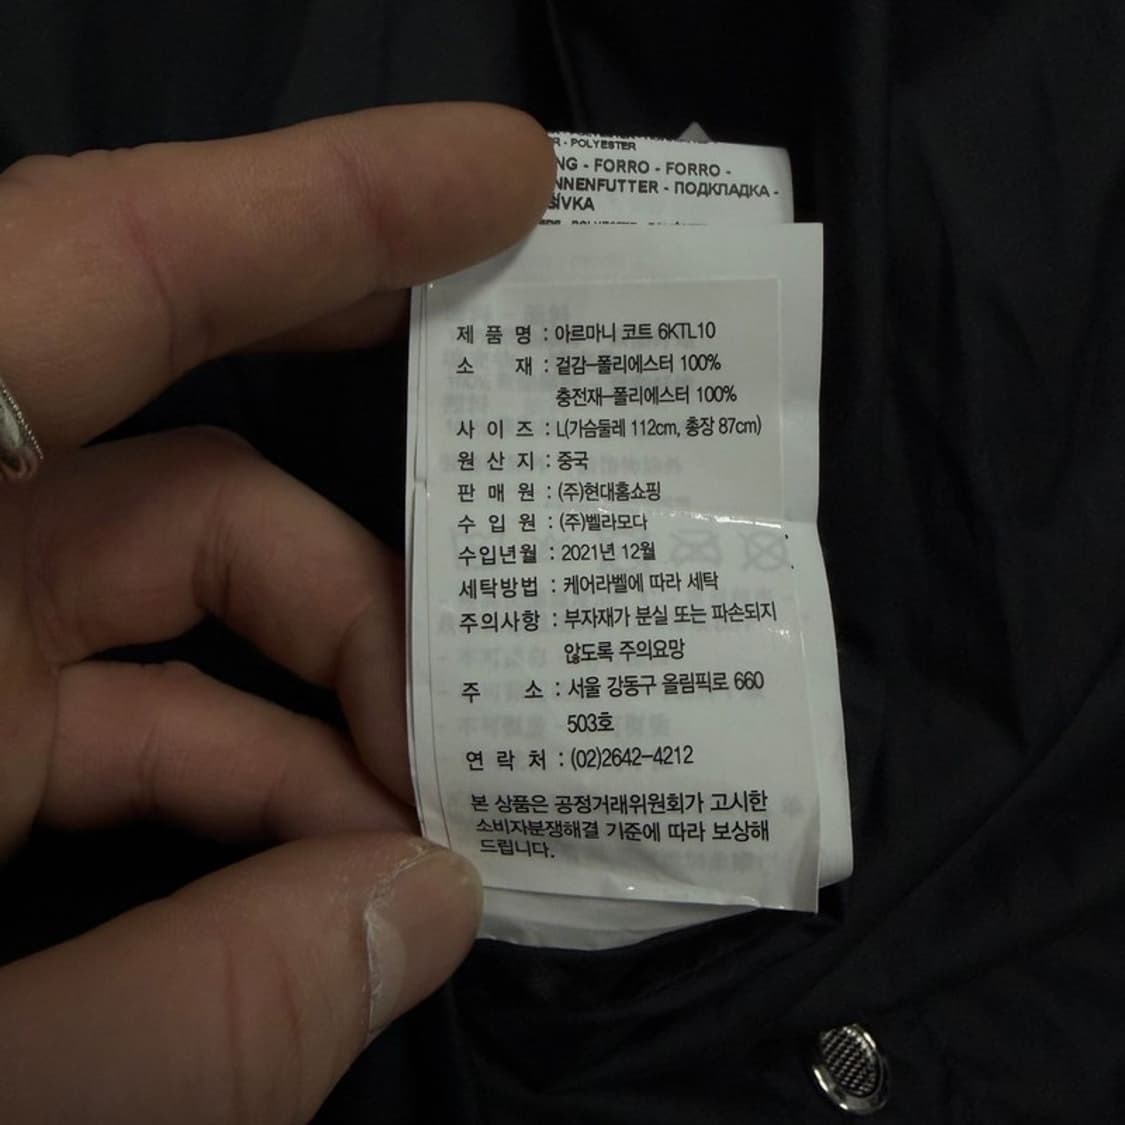 R - POLYESTER
NG - FORRO - FORRO -
NNENFUTTER - ПОДКЛАДКА -
ŠÍVKA
제품명 : 아르마니 코트 6KTL10
소재 : 겉감-폴리에스터 100%
충전재-폴리에스터 100%
사이즈 : L(가슴둘레 112cm, 총장 87cm)
원산지 : 중국
판매원 : (주)현대홈쇼핑
수입원 : (주)벨라모다
수입년월 : 2021년 12월
세탁방법 : 케어라벨에 따라 세탁
주의사항 : 부자재가 분실 또는 파손되지
않도록 주의요망
주소 : 서울 강동구 올림픽로 660
503호
연락처 : (02)2642-4212
본 상품은 공정거래위원회가 고시한
소비자분쟁해결 기준에 따라 보상해
드립니다.